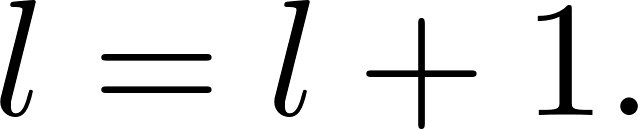 l = l + 1.